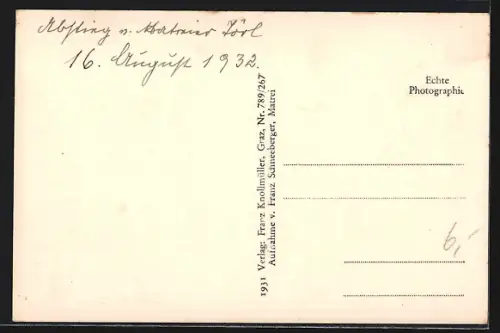 Abstieg v. Matreier Törl
16. August 1932.
1931 Verlag: Franz Knollmüller, Graz, Nr. 789/267
Aufnahme v. Franz Schneeberger, Matrei
Echte
Photographie
6,-